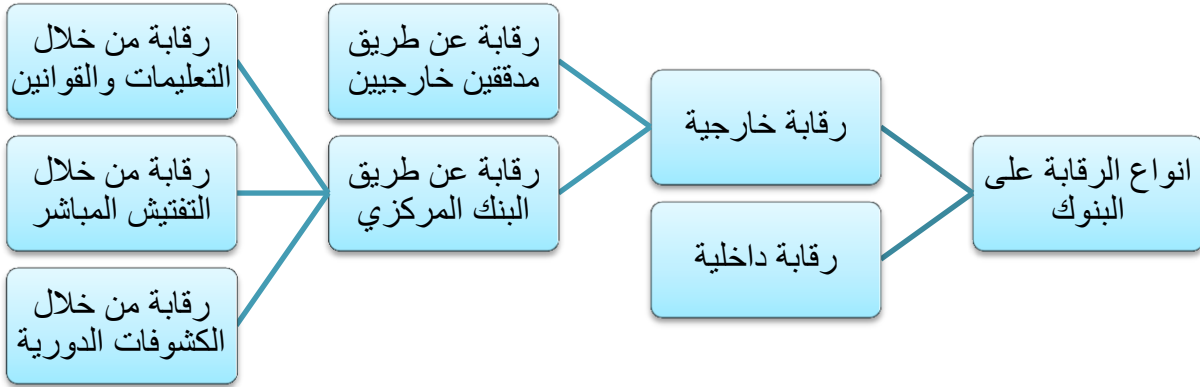 انواع الرقابة على
البنوك
رقابة خارجية
رقابة داخلية
رقابة عن طريق
مدققين خارجيين
رقابة عن طريق
البنك المركزي
رقابة من خلال
التعليمات والقوانين
رقابة من خلال
التفتيش المباشر
رقابة من خلال
الكشوفات الدورية